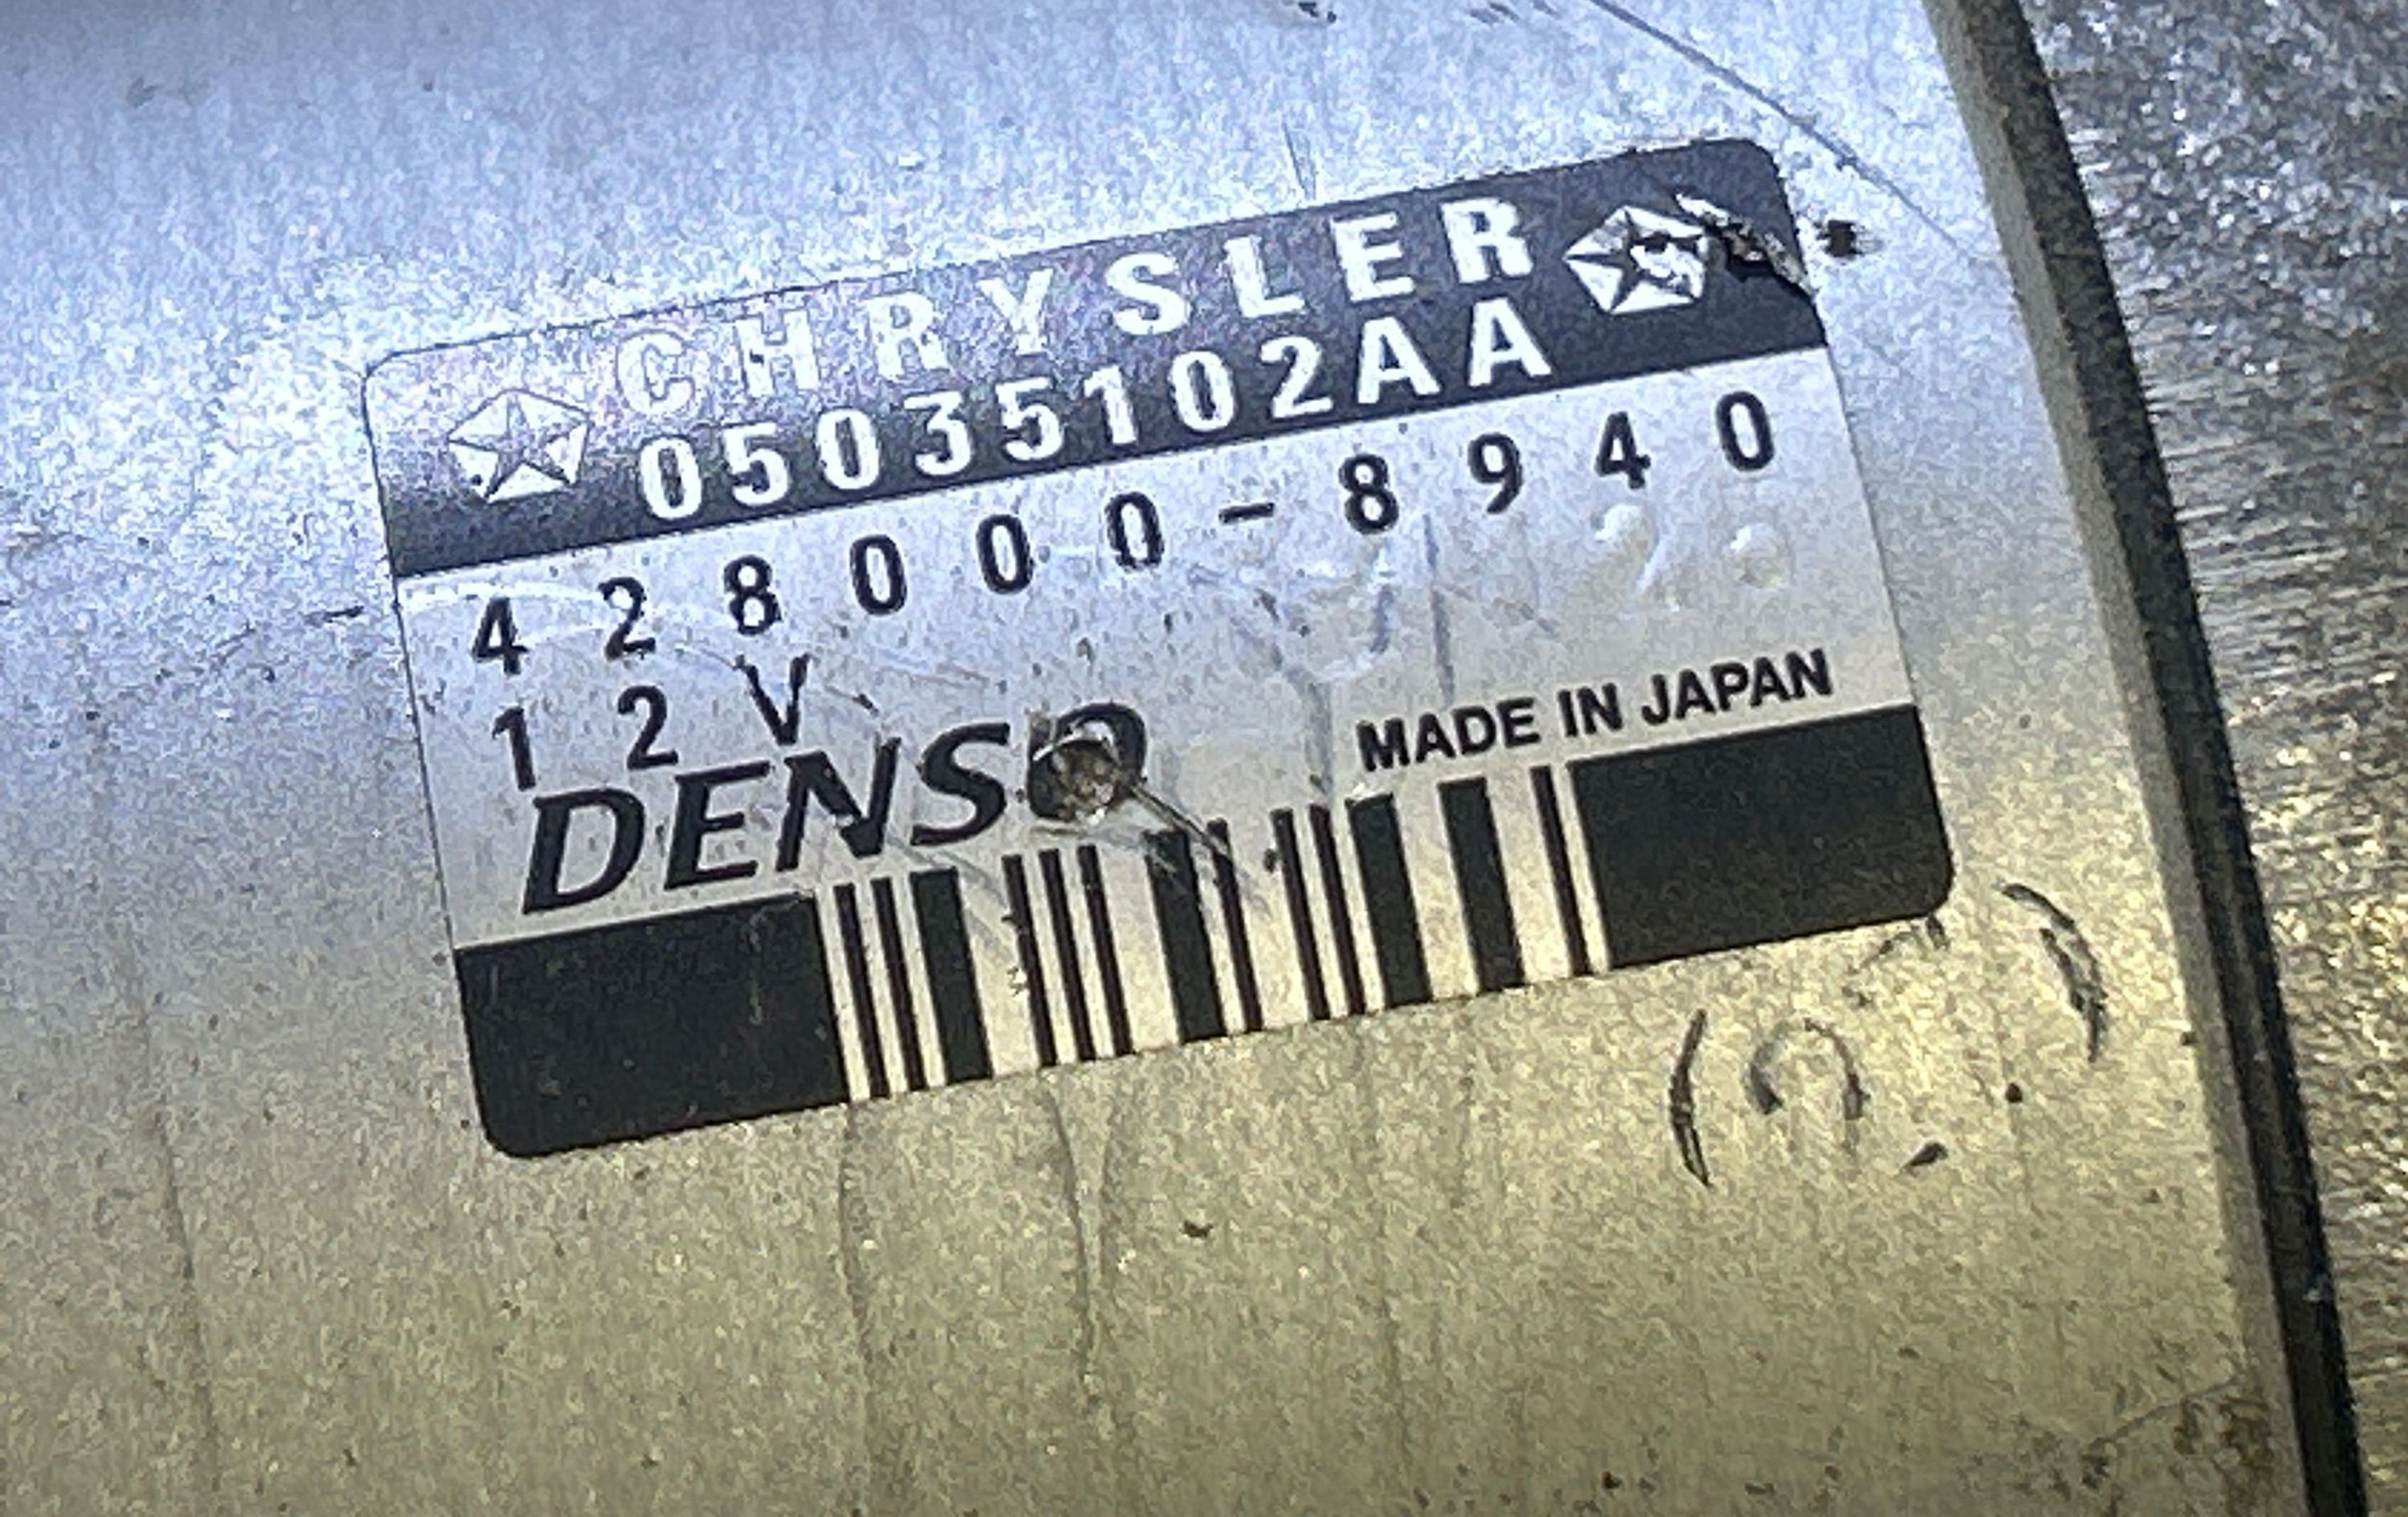 CHRYSLER
05035102AA
428000-8940
12V
DENSO
MADE IN JAPAN